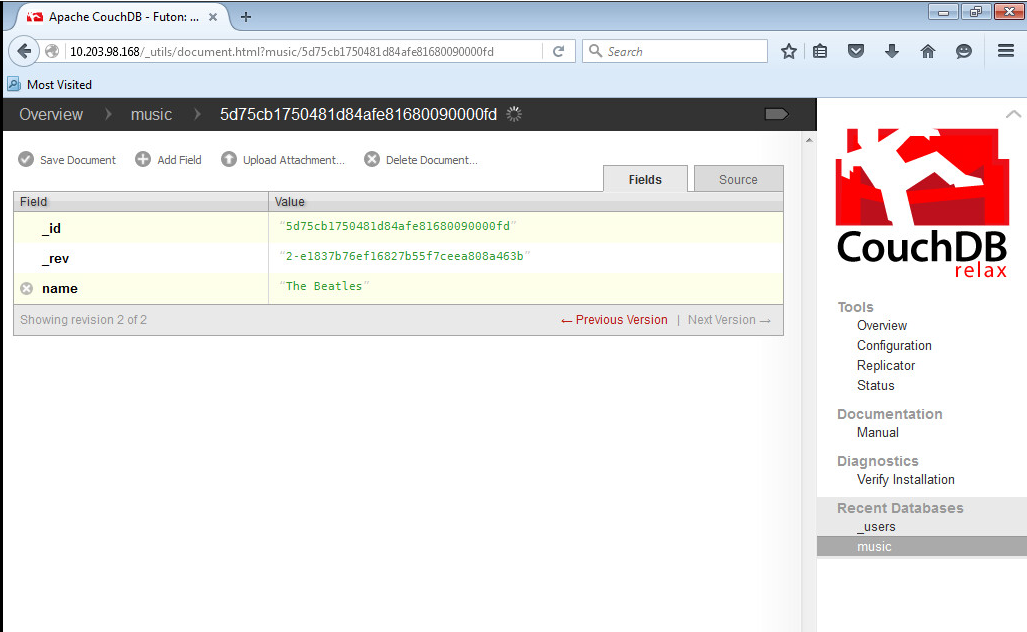 Apache CouchDB - Futon: ...
10.203.98.168/_utils/document.html?music/5d75cb1750481d84afe81680090000fd
Search
Most Visited
Overview music 5d75cb1750481d84afe81680090000fd
Save Document Add Field Upload Attachment... Delete Document...
Fields Source
Field Value
_id "5d75cb1750481d84afe81680090000fd"
_rev "2-e1837b76ef16827b55f7ceea808a463b"
name "The Beatles"
Showing revision 2 of 2 ← Previous Version | Next Version →
CouchDB
relax
Tools
Overview
Configuration
Replicator
Status
Documentation
Manual
Diagnostics
Verify Installation
Recent Databases
_users
music